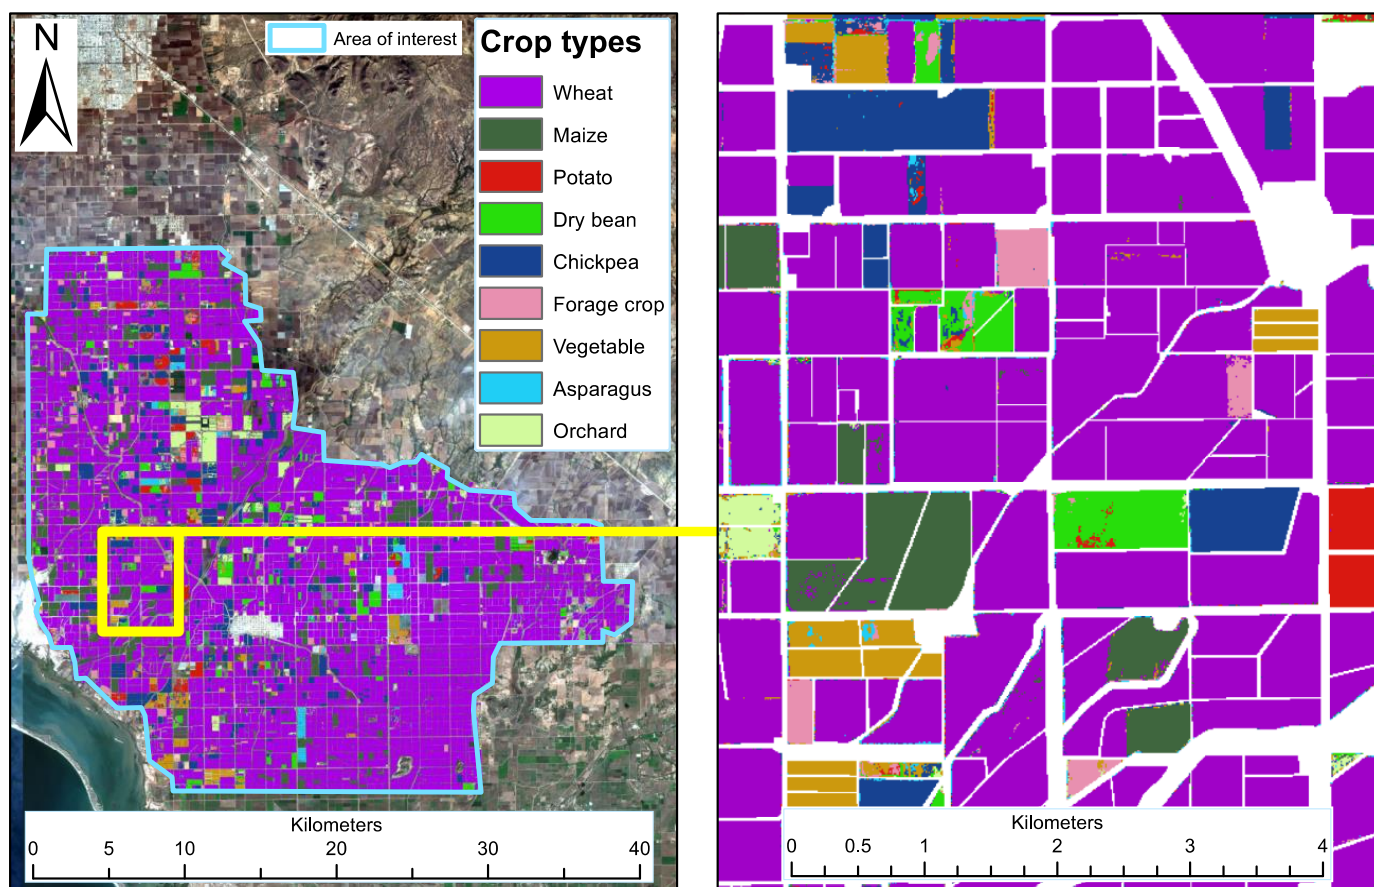 N
Area of interest
Crop types
Wheat
Maize
Potato
Dry bean
Chickpea
Forage crop
Vegetable
Asparagus
Orchard
Kilometers
0 5 10 20 30 40
Kilometers
0 0.5 1 2 3 4